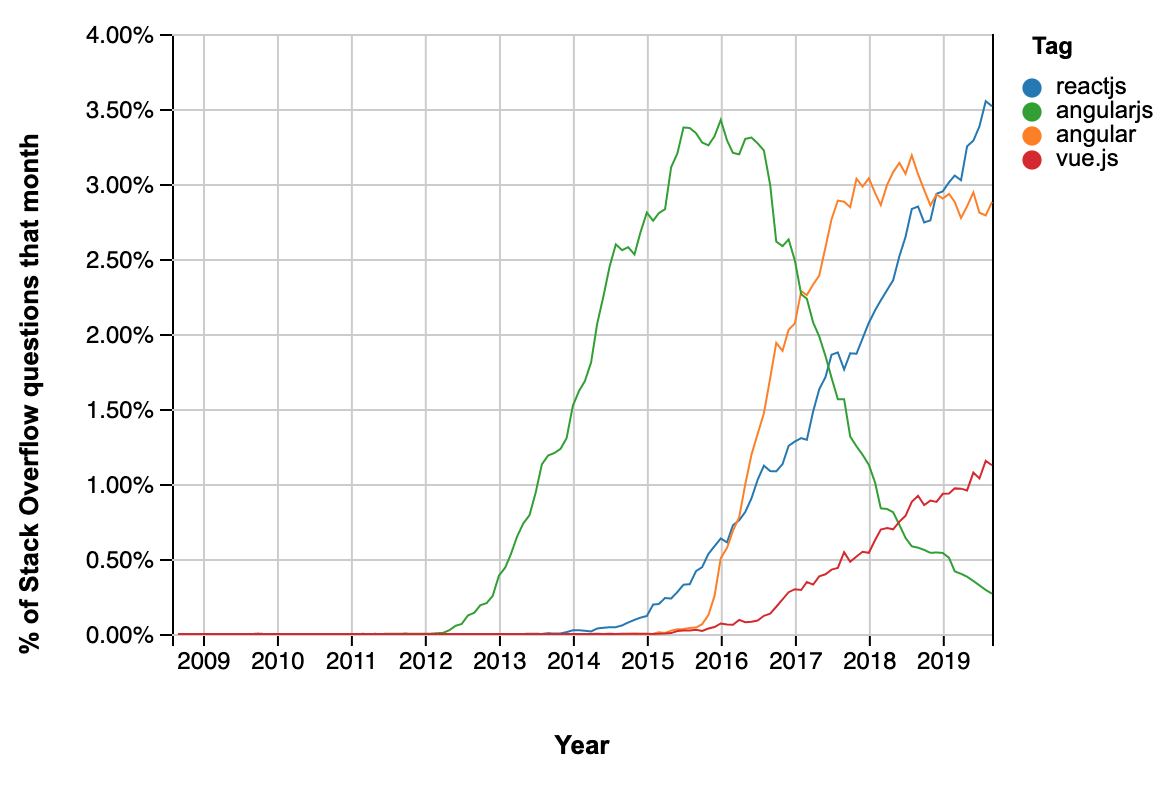 4.00%
3.50%
3.00%
2.50%
2.00%
1.50%
1.00%
0.50%
0.00%
% of Stack Overflow questions that month
2009 2010 2011 2012 2013 2014 2015 2016 2017 2018 2019
Year
Tag
reactjs
angularjs
angular
vue.js